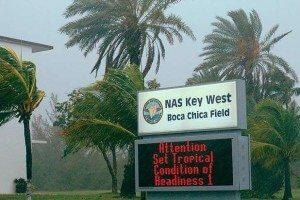 NAS Key West
Boca Chica Field
Attention
Set Tropical
Condition of
Readiness 1